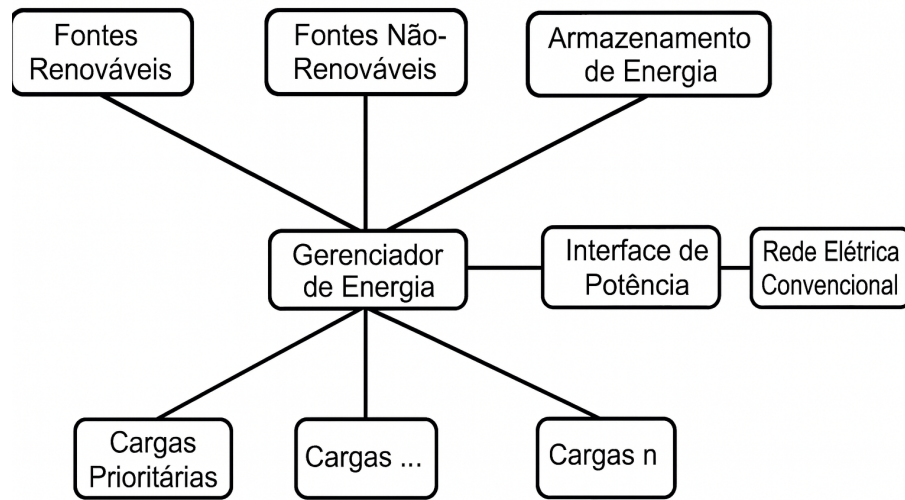 Fontes
Renováveis
Fontes Não-
Renováveis
Armazenamento
de Energia
Gerenciador
de Energia
Interface de
Potência
Rede Elétrica
Convencional
Cargas
Prioritárias
Cargas ...
Cargas n